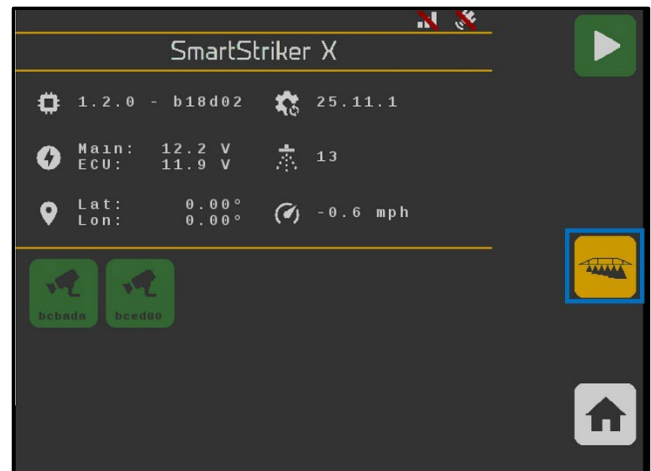 SmartStriker X
1.2.0 - b18d02
25.11.1
Main: 12.2 V
ECU: 11.9 V
13
Lat: 0.00°
Lon: 0.00°
-0.6 mph
bcbada
bced00